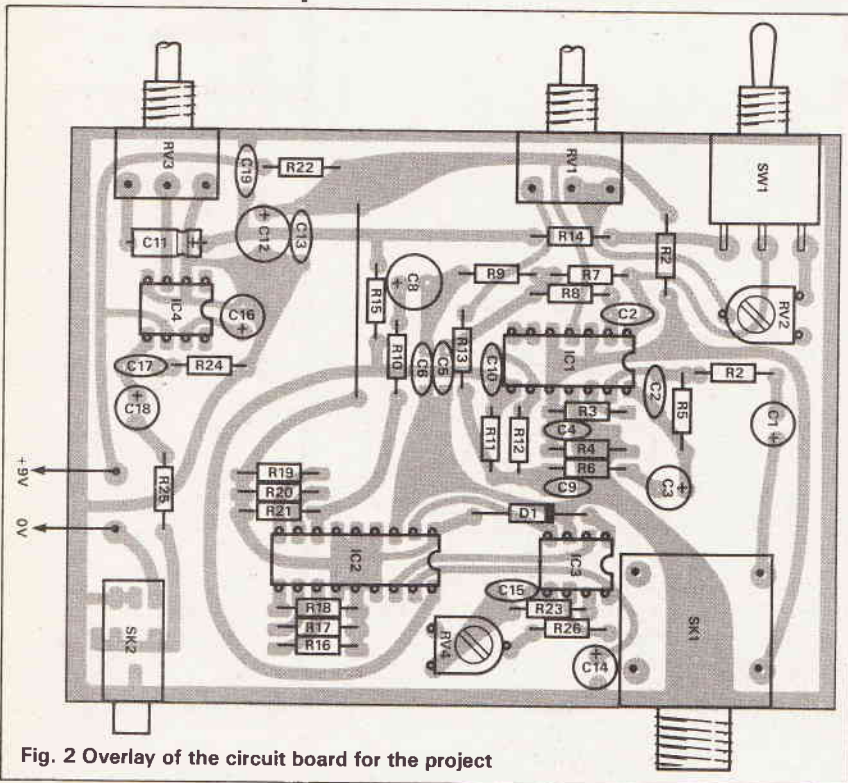 RV3
RV1
SW1
C19
R22
C12
C13
R14
R2
C11
+
+
C8
+
R9
R7
R8
RV2
IC4
C16
+
R15
C2
R13
IC1
C17
R24
R10
C6
C5
C10
R2
C18
+
R3
C2
R5
C1
+
R11
R12
C4
R4
+9V
R25
R19
R6
R20
C9
C3
+
R21
D1
0V
IC2
IC3
SK2
C15
R18
R23
SK1
R17
R26
R16
RV4
C14
+
Fig. 2 Overlay of the circuit board for the project